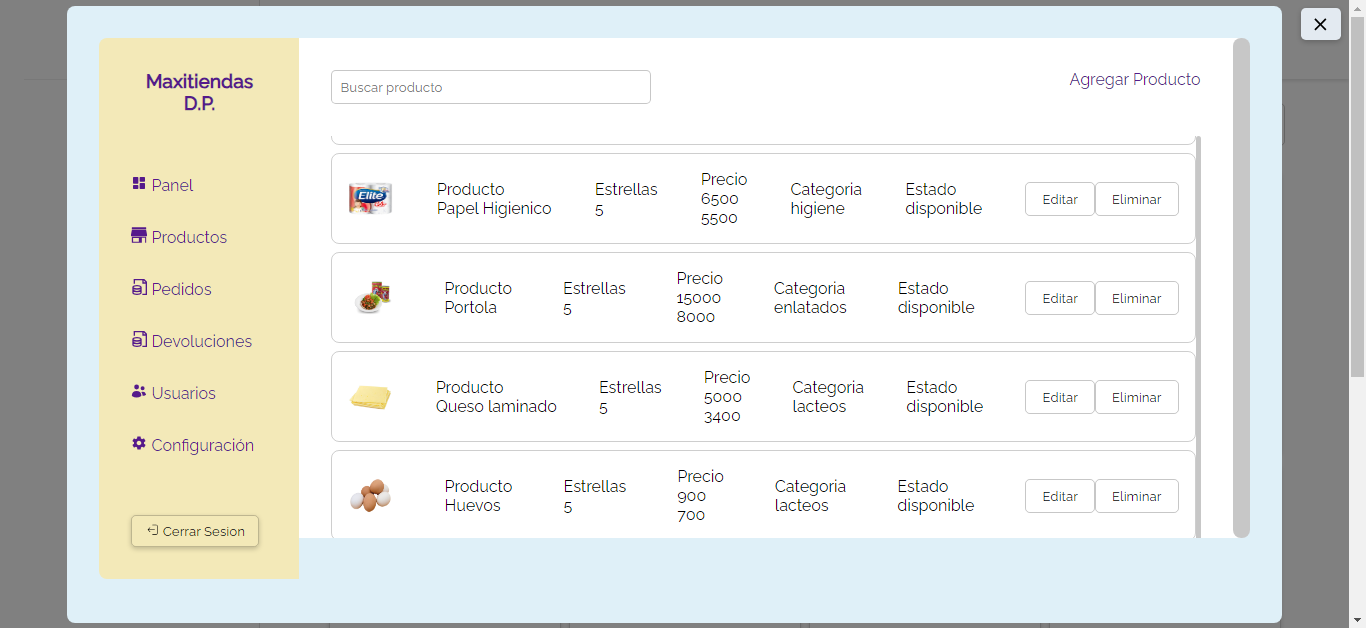 Maxitiendas
D.P.
Panel
Productos
Pedidos
Devoluciones
Usuarios
Configuración
Cerrar Sesion
Buscar producto
Agregar Producto
Elite
Producto
Papel Higienico
Estrellas
5
Precio
6500
5500
Categoria
higiene
Estado
disponible
Editar
Eliminar
Producto
Portola
Estrellas
5
Precio
15000
8000
Categoria
enlatados
Estado
disponible
Editar
Eliminar
Producto
Queso laminado
Estrellas
5
Precio
5000
3400
Categoria
lacteos
Estado
disponible
Editar
Eliminar
Producto
Huevos
Estrellas
5
Precio
900
700
Categoria
lacteos
Estado
disponible
Editar
Eliminar